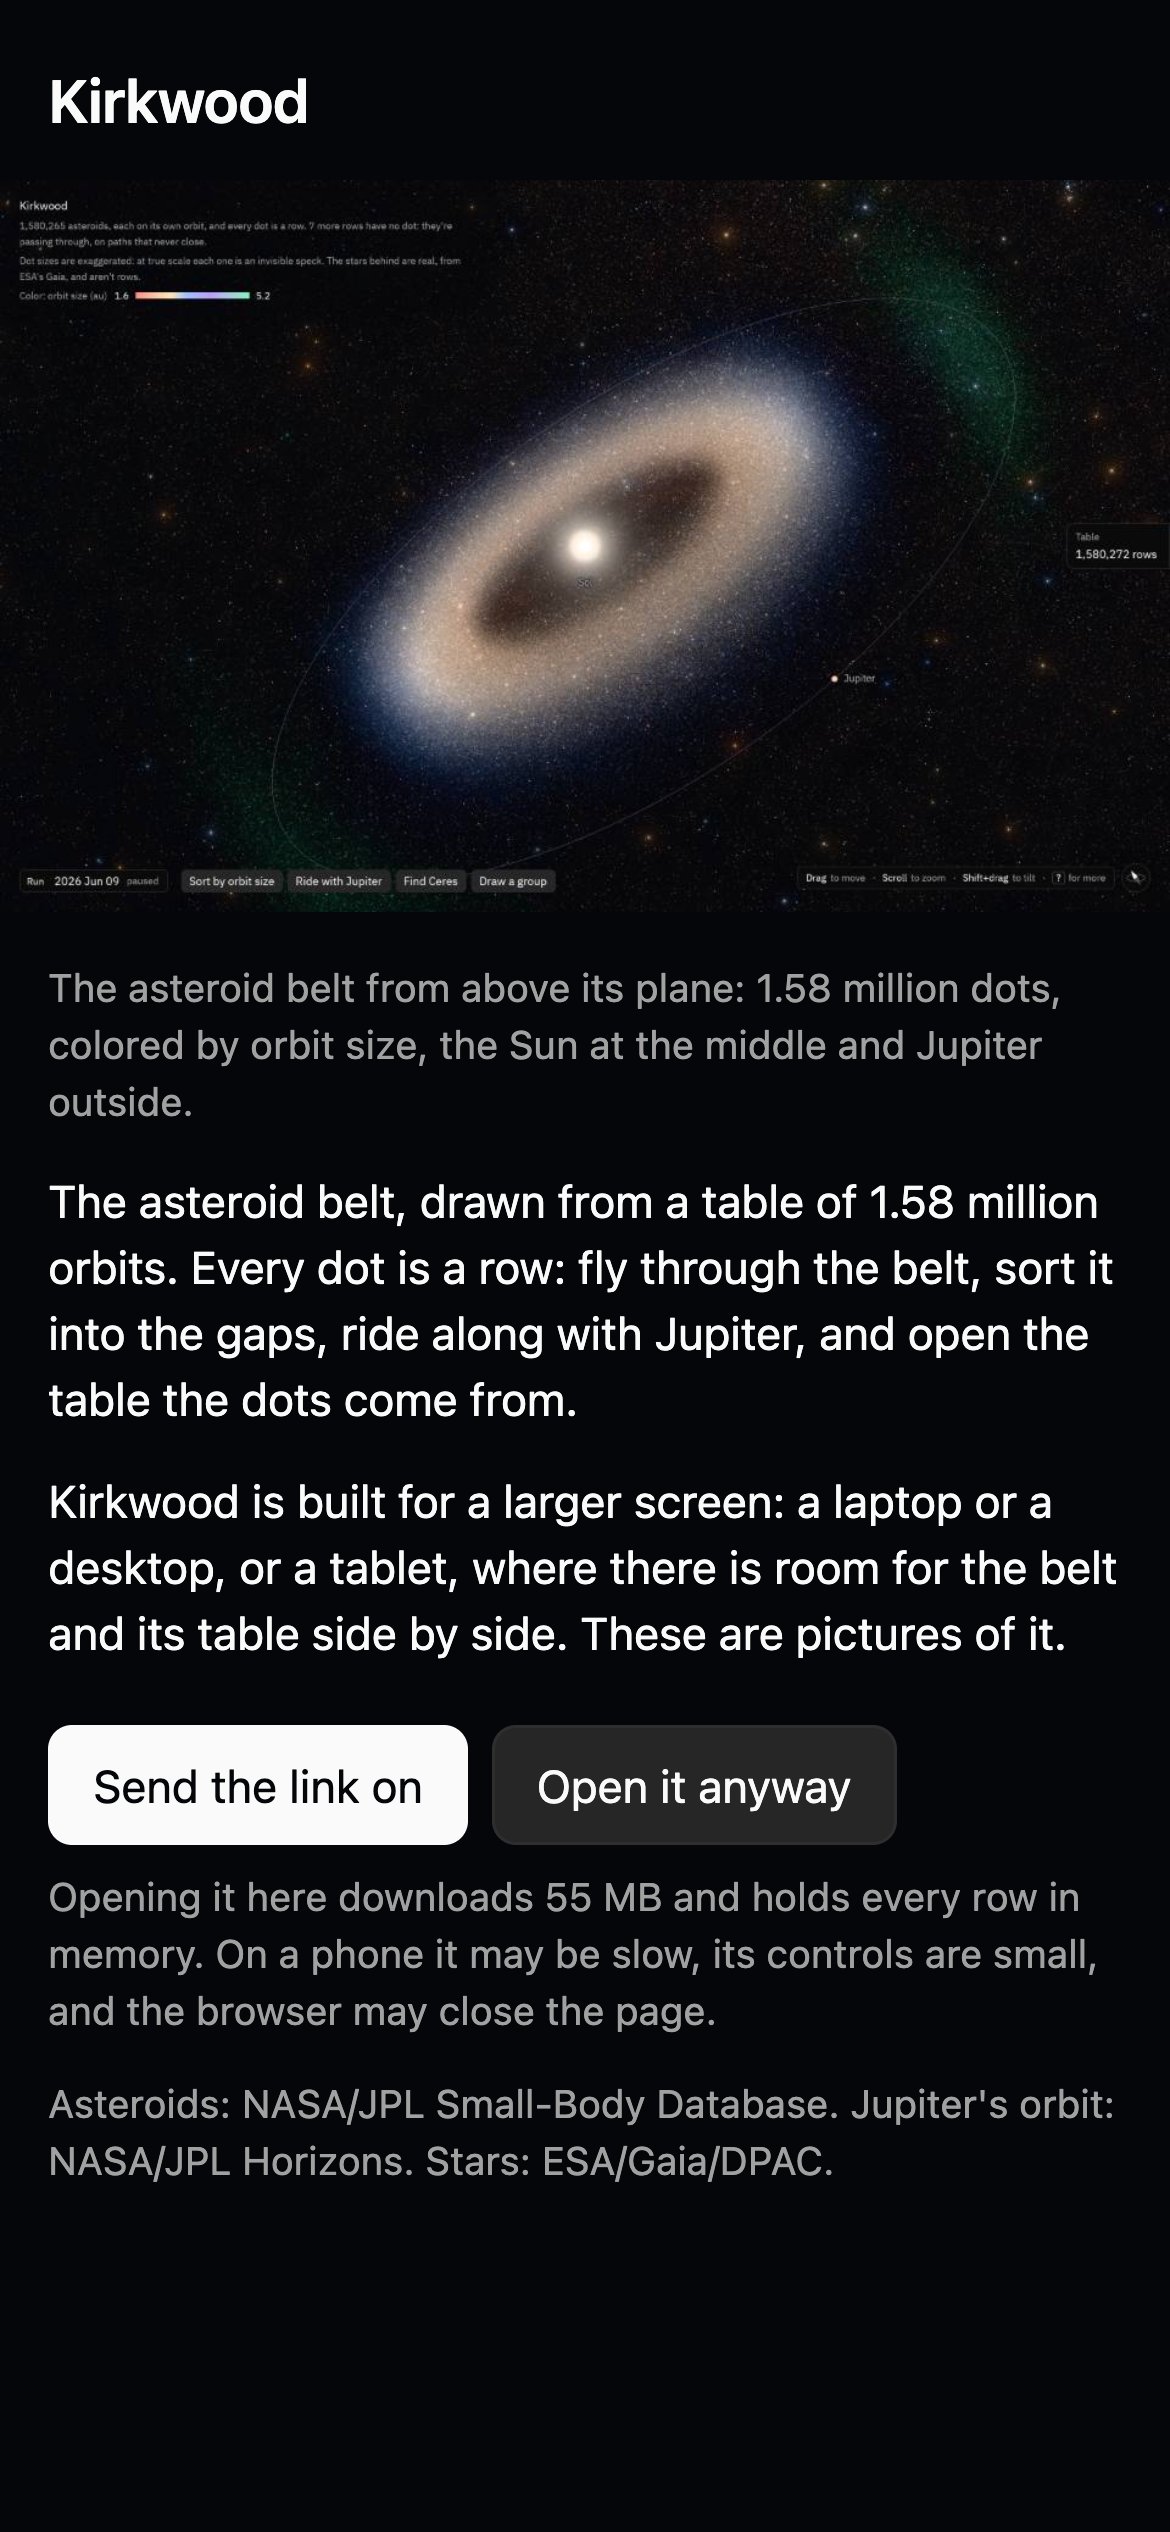 Kirkwood
Kirkwood
1,580,265 asteroids, each on its own orbit, and every dot is a row. 7 more rows have no dot: they're
passing through, on paths that never close.
Dot sizes are exaggerated: at true scale each one is an invisible speck. The stars behind are real, from
ESA's Gaia, and aren't rows.
Color: orbit size (au) 1.6 5.2
Table
1,580,272 rows
Jupiter
Run 2026 Jun 09 paused Sort by orbit size Ride with Jupiter Find Ceres Draw a group Drag to move · Scroll to zoom · Shift+drag to tilt · ? for more
The asteroid belt from above its plane: 1.58 million dots,
colored by orbit size, the Sun at the middle and Jupiter
outside.
The asteroid belt, drawn from a table of 1.58 million
orbits. Every dot is a row: fly through the belt, sort it
into the gaps, ride along with Jupiter, and open the
table the dots come from.
Kirkwood is built for a larger screen: a laptop or a
desktop, or a tablet, where there is room for the belt
and its table side by side. These are pictures of it.
Send the link on Open it anyway
Opening it here downloads 55 MB and holds every row in
memory. On a phone it may be slow, its controls are small,
and the browser may close the page.
Asteroids: NASA/JPL Small-Body Database. Jupiter's orbit:
NASA/JPL Horizons. Stars: ESA/Gaia/DPAC.